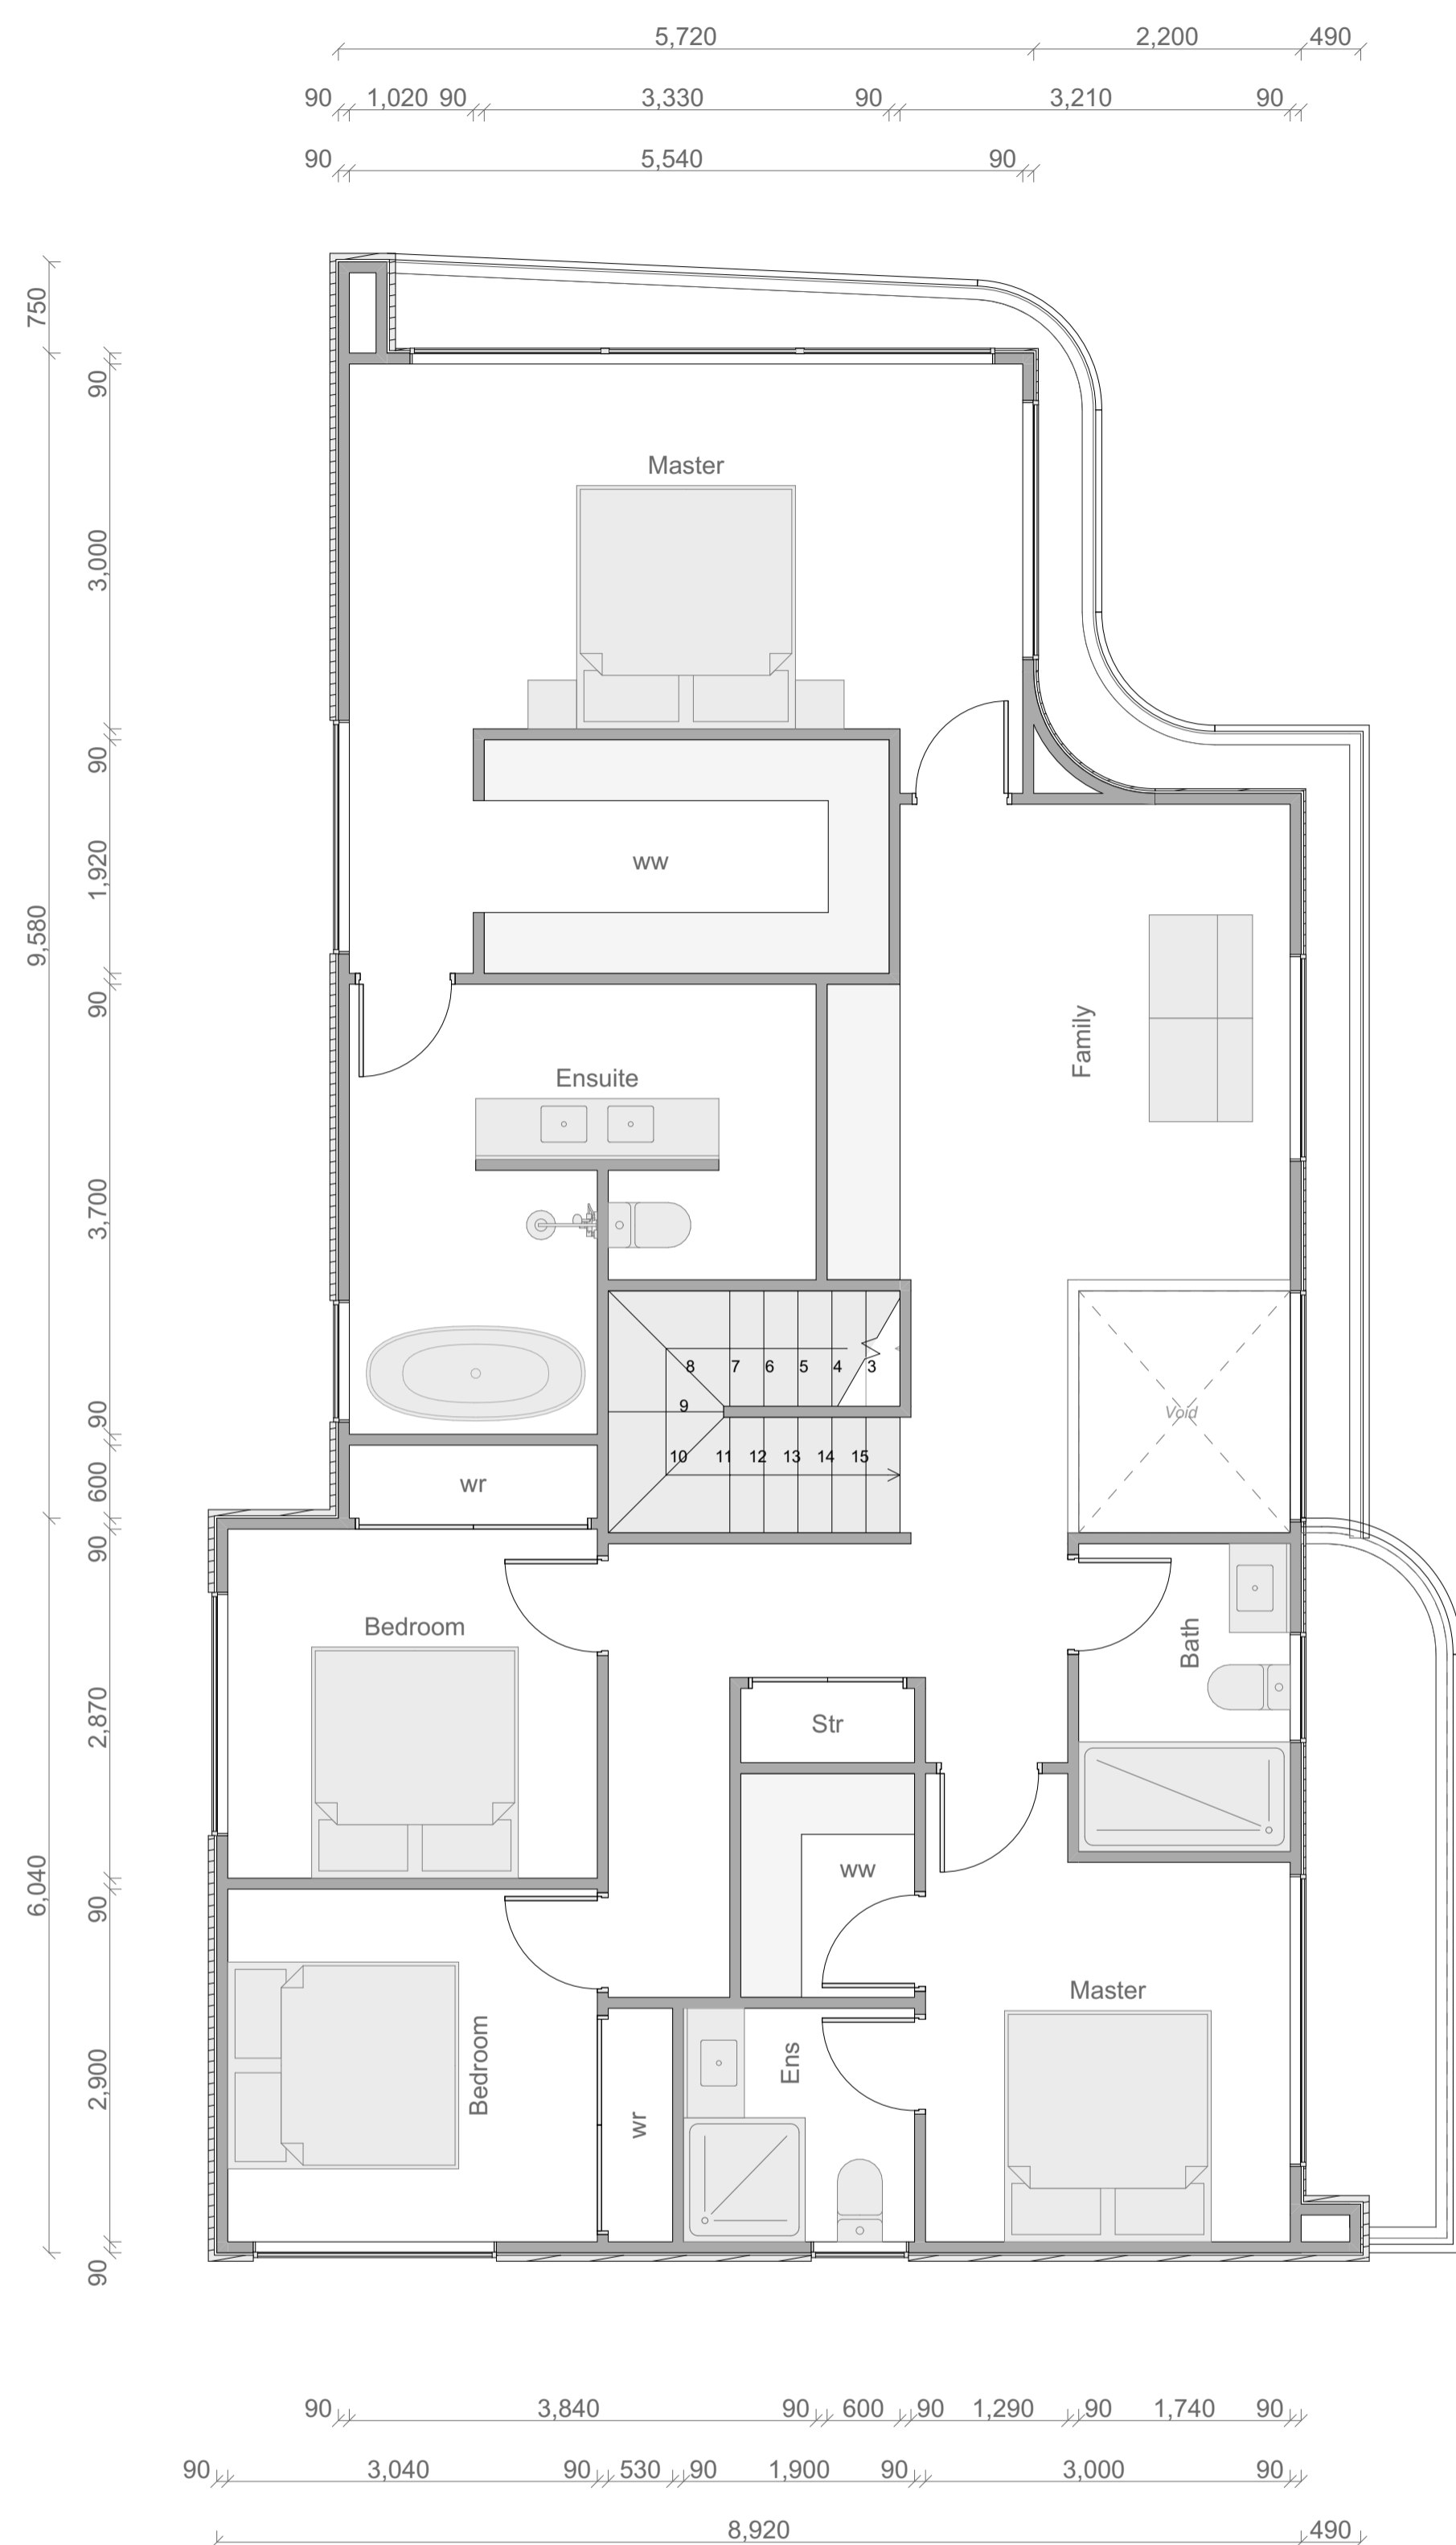 5,720 2,200 490
90 1,020 90 3,330 90 3,210 90
90 5,540 90
750
90
Master
3,000
90
ww
1,920
9,580
90
Family
Ensuite
3,700
8 7 6 5 4 3
9
Void
90
10 11 12 13 14 15
wr
600
90
Bedroom
Bath
2,870
Str
ww
6,040
90
Master
Bedroom
Ens
wr
2,900
90
90 3,840 90 600 90 1,290 90 1,740 90
90 3,040 90 530 90 1,900 90 3,000 90
8,920 490